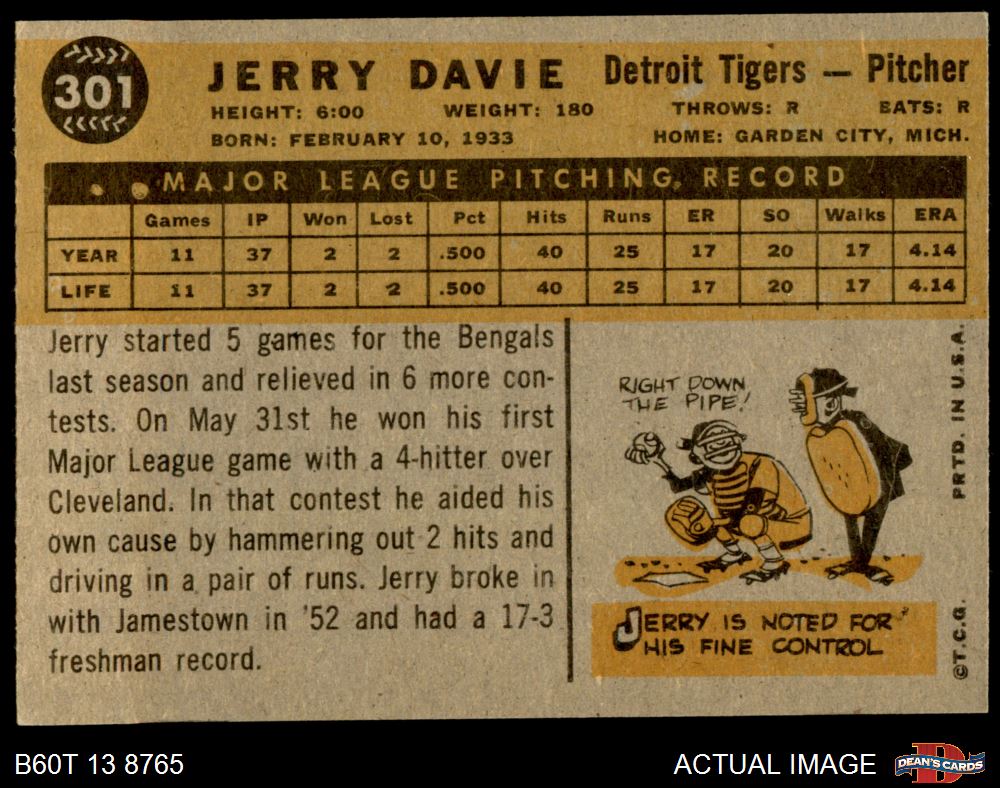 301
JERRY DAVIE Detroit Tigers — Pitcher
HEIGHT: 6:00 WEIGHT: 180 THROWS: R BATS: R
BORN: FEBRUARY 10, 1933 HOME: GARDEN CITY, MICH.
MAJOR LEAGUE PITCHING RECORD
Games IP Won Lost Pct Hits Runs ER SO Walks ERA
YEAR 11 37 2 2 .500 40 25 17 20 17 4.14
LIFE 11 37 2 2 .500 40 25 17 20 17 4.14
Jerry started 5 games for the Bengals
last season and relieved in 6 more con-
tests. On May 31st he won his first
Major League game with a 4-hitter over
Cleveland. In that contest he aided his
own cause by hammering out 2 hits and
driving in a pair of runs. Jerry broke in
with Jamestown in '52 and had a 17-3
freshman record.
RIGHT DOWN
THE PIPE!
JERRY IS NOTED FOR
HIS FINE CONTROL
©T.C.G. PRTD. IN U.S.A.
B60T 13 8765 ACTUAL IMAGE DEAN'S CARDS